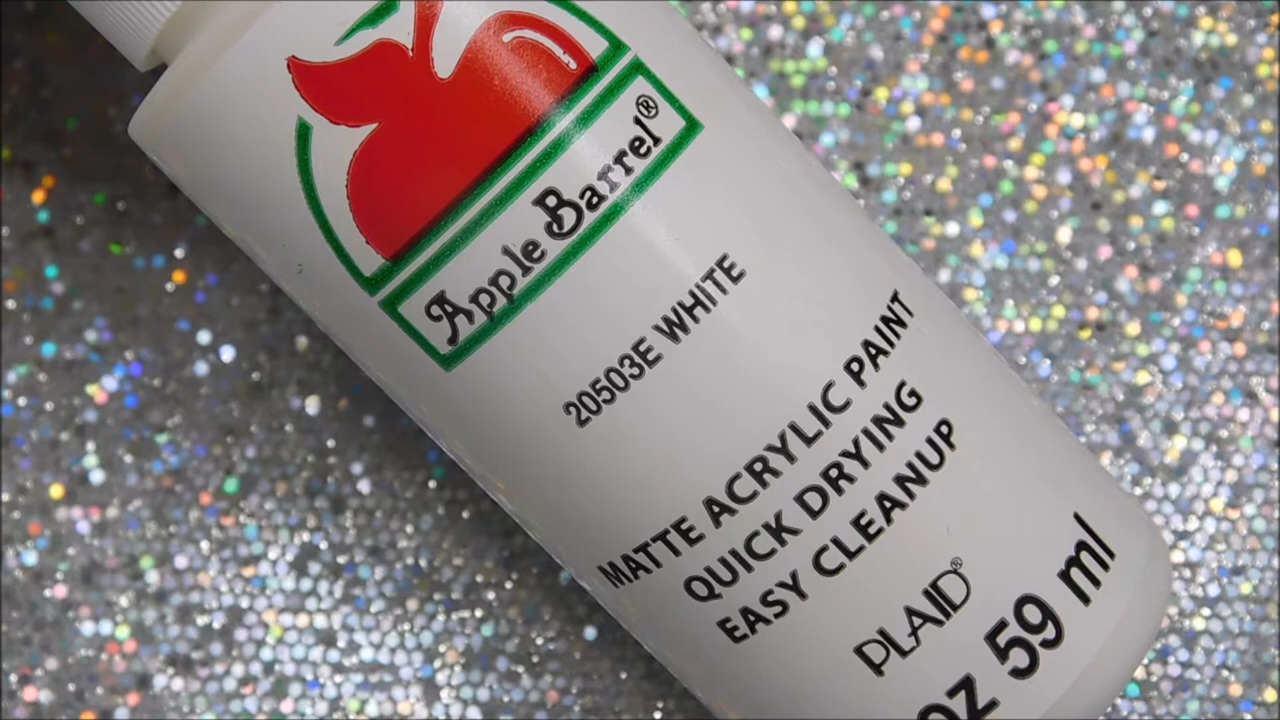 Apple Barrel®
20503E WHITE
MATTE ACRYLIC PAINT
QUICK DRYING
EASY CLEANUP
PLAID®
oz 59 ml